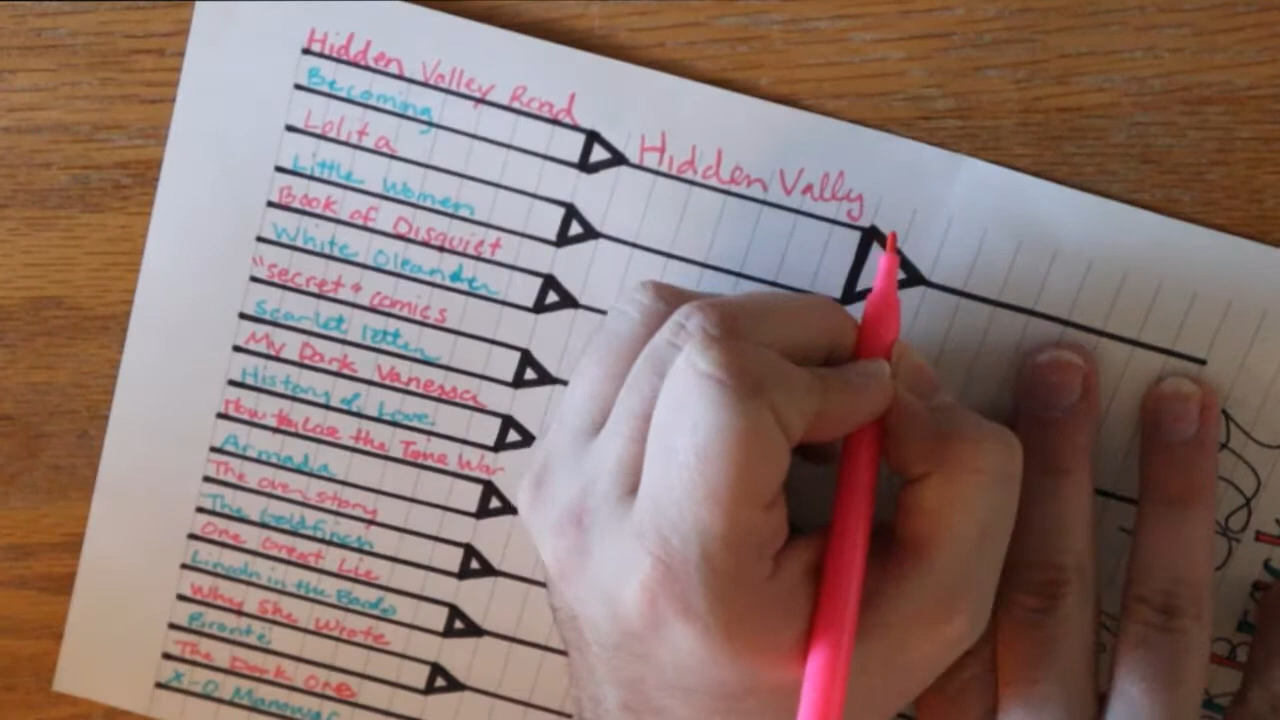 Hidden Valley Road
Becoming
Hidden Vally
Lolita
Little Women
Book of Disquiet
White Oleander
"secret" comics
Scarlet letter
My Dark Vanessa
History of Love
How to Lose the Time War
Armada
The overstory
The Goldfinch
One Great Lie
Lincoln in the Bardo
Why She Wrote
Brontë
The Dark One
X-O Manowar